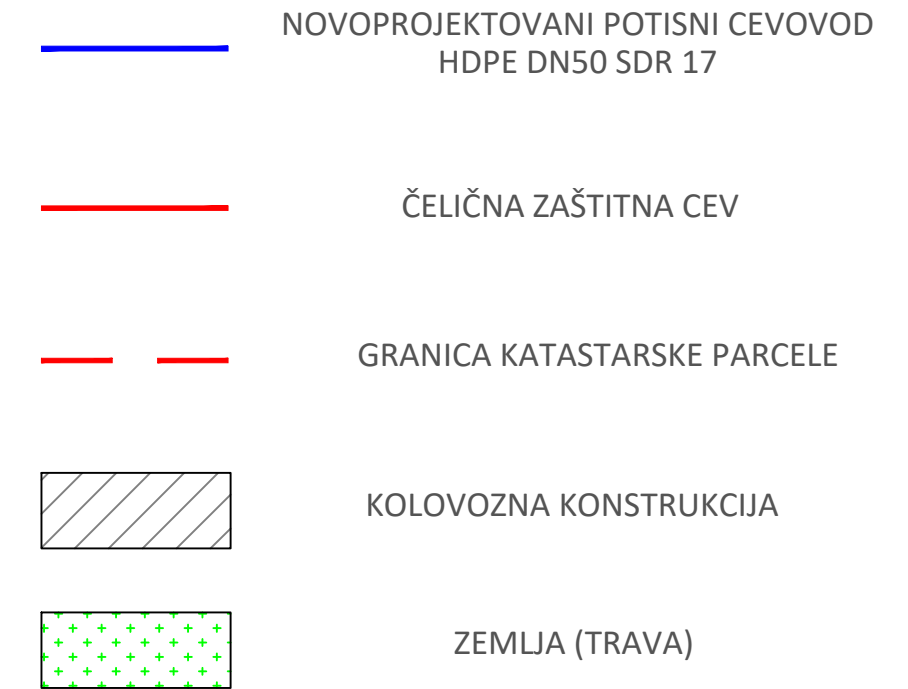 NOVOPROJEKTOVANI POTISNI CEVOVOD
HDPE DN50 SDR 17
ČELIČNA ZAŠTITNA CEV
GRANICA KATASTARSKE PARCELE
KOLOVOZNA KONSTRUKCIJA
ZEMLJA (TRAVA)